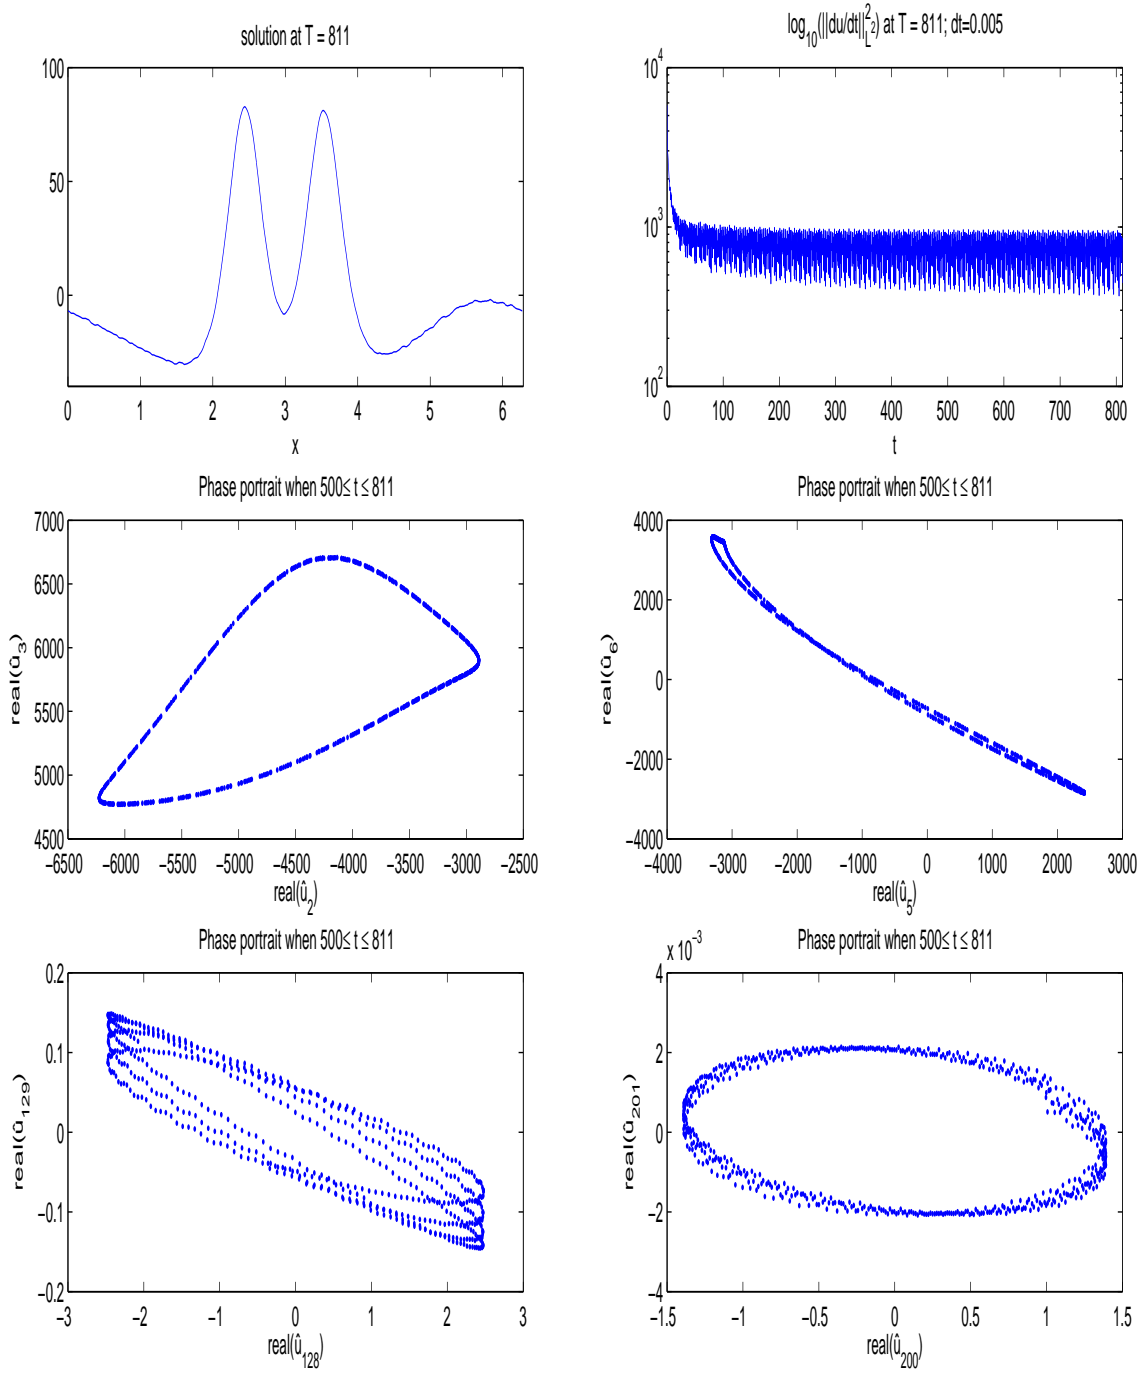 solution at T = 811
100
50
0
0 1 2 3 4 5 6
x
log₁₀(||du/dt||²_L²) at T = 811; dt=0.005
10⁴
10³
10²
0 100 200 300 400 500 600 700 800
t
Phase portrait when 500≤ t ≤ 811
7000
6500
6000
5500
5000
4500
real(û₃)
−6500 −6000 −5500 −5000 −4500 −4000 −3500 −3000 −2500
real(û₂)
Phase portrait when 500≤ t ≤ 811
4000
2000
0
−2000
−4000
real(û₆)
−4000 −3000 −2000 −1000 0 1000 2000 3000
real(û₅)
Phase portrait when 500≤ t ≤ 811
0.2
0.1
0
−0.1
−0.2
real(û₁₂₉)
−3 −2 −1 0 1 2 3
real(û₁₂₈)
Phase portrait when 500≤ t ≤ 811
x 10⁻³
4
2
0
−2
−4
real(û₂₀₁)
−1.5 −1 −0.5 0 0.5 1 1.5
real(û₂₀₀)